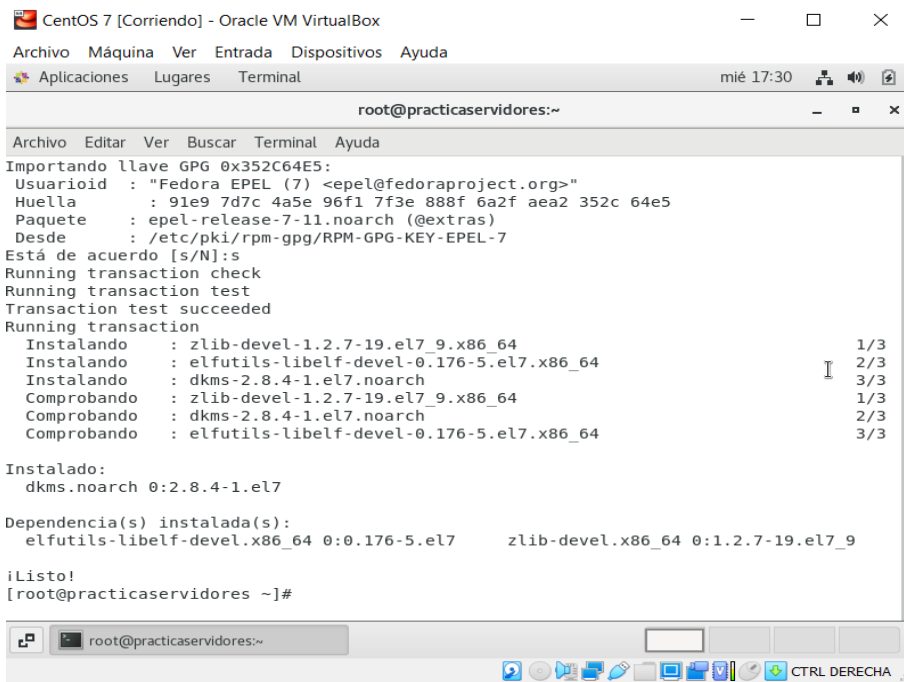 CentOS 7 [Corriendo] - Oracle VM VirtualBox
Archivo Máquina Ver Entrada Dispositivos Ayuda
Aplicaciones Lugares Terminal mié 17:30
root@practicaservidores:~
Archivo Editar Ver Buscar Terminal Ayuda
Importando llave GPG 0x352C64E5:
Usuarioid : "Fedora EPEL (7) <epel@fedoraproject.org>"
Huella : 91e9 7d7c 4a5e 96f1 7f3e 888f 6a2f aea2 352c 64e5
Paquete : epel-release-7-11.noarch (@extras)
Desde : /etc/pki/rpm-gpg/RPM-GPG-KEY-EPEL-7
Está de acuerdo [s/N]:s
Running transaction check
Running transaction test
Transaction test succeeded
Running transaction
Instalando : zlib-devel-1.2.7-19.el7_9.x86_64 1/3
Instalando : elfutils-libelf-devel-0.176-5.el7.x86_64 2/3
Instalando : dkms-2.8.4-1.el7.noarch 3/3
Comprobando : zlib-devel-1.2.7-19.el7_9.x86_64 1/3
Comprobando : dkms-2.8.4-1.el7.noarch 2/3
Comprobando : elfutils-libelf-devel-0.176-5.el7.x86_64 3/3
Instalado:
dkms.noarch 0:2.8.4-1.el7
Dependencia(s) instalada(s):
elfutils-libelf-devel.x86_64 0:0.176-5.el7 zlib-devel.x86_64 0:1.2.7-19.el7_9
¡Listo!
[root@practicaservidores ~]#
root@practicaservidores:~
CTRL DERECHA